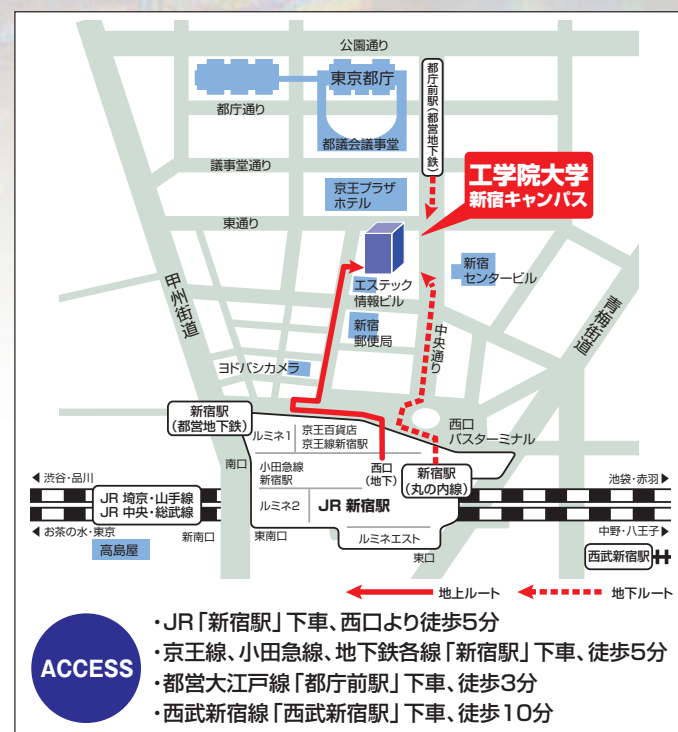 公園通り
東京都庁
都庁前駅(都営地下鉄)
都庁通り
都議会議事堂
議事堂通り
工学院大学
新宿キャンパス
京王プラザ
ホテル
東通り
新宿
センタービル
エステック
情報ビル
甲州街道
青梅街道
新宿
郵便局
中央通り
ヨドバシカメラ
新宿駅
(都営地下鉄)
ルミネ1
京王百貨店
京王線新宿駅
西口
バスターミナル
南口
小田急線
新宿駅
西口
(地下)
新宿駅
(丸の内線)
渋谷・品川
池袋・赤羽
JR 埼京・山手線
JR 中央・総武線
ルミネ2
JR 新宿駅
お茶の水・東京
新南口
東南口
ルミネエスト
中野・八王子
高島屋
東口
西武新宿駅
地上ルート
地下ルート
ACCESS
・JR「新宿駅」下車、西口より徒歩5分
・京王線、小田急線、地下鉄各線「新宿駅」下車、徒歩5分
・都営大江戸線「都庁前駅」下車、徒歩3分
・西武新宿線「西武新宿駅」下車、徒歩10分